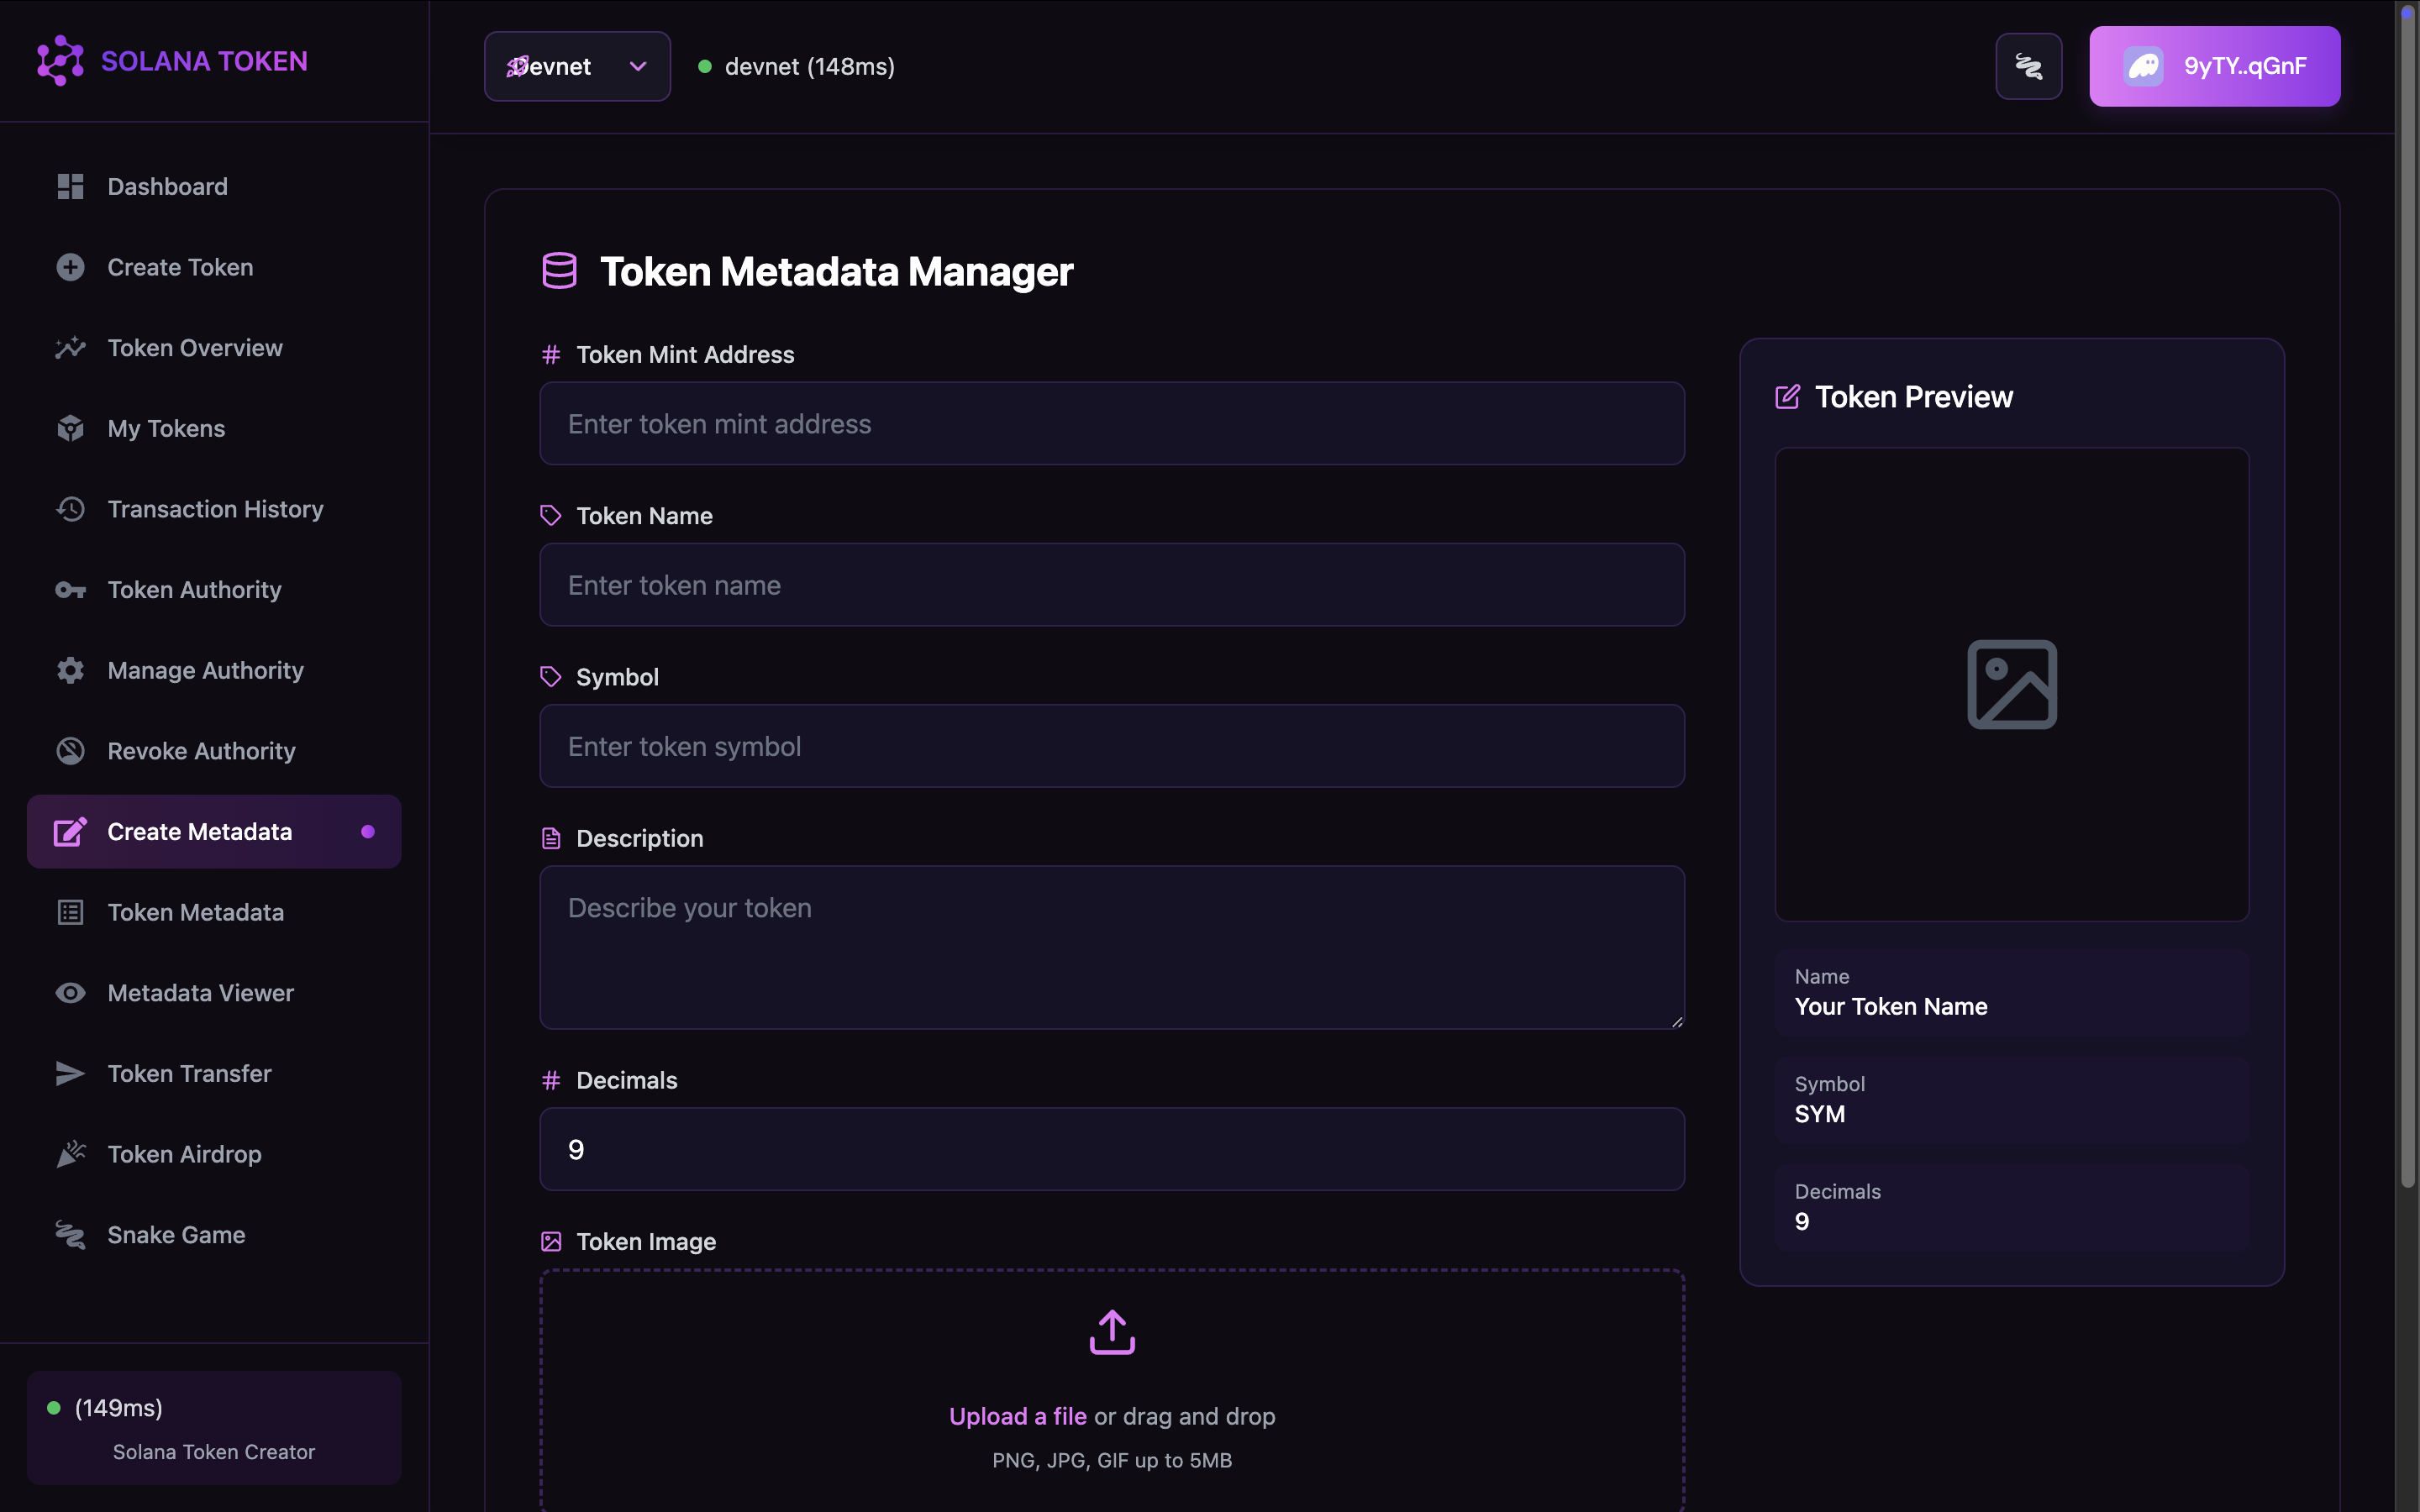 SOLANA TOKEN
Dashboard
Create Token
Token Overview
My Tokens
Transaction History
Token Authority
Manage Authority
Revoke Authority
Create Metadata
Token Metadata
Metadata Viewer
Token Transfer
Token Airdrop
Snake Game
(149ms)
Solana Token Creator
Devnet
devnet (148ms)
9yTY..qGnF
Token Metadata Manager
Token Mint Address
Enter token mint address
Token Name
Enter token name
Symbol
Enter token symbol
Description
Describe your token
Decimals
9
Token Image
Upload a file or drag and drop
PNG, JPG, GIF up to 5MB
Token Preview
Name
Your Token Name
Symbol
SYM
Decimals
9